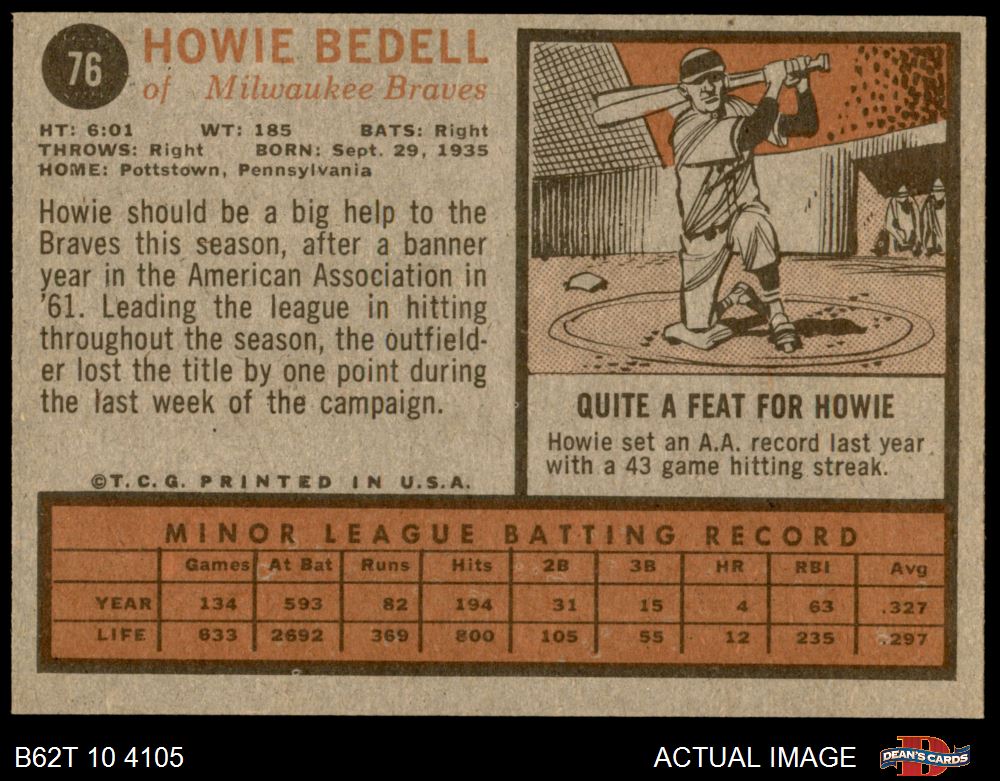 76
HOWIE BEDELL
of Milwaukee Braves
HT: 6:01 WT: 185 BATS: Right
THROWS: Right BORN: Sept. 29, 1935
HOME: Pottstown, Pennsylvania
Howie should be a big help to the
Braves this season, after a banner
year in the American Association in
'61. Leading the league in hitting
throughout the season, the outfield-
er lost the title by one point during
the last week of the campaign.
©T.C.G. PRINTED IN U.S.A.
QUITE A FEAT FOR HOWIE
Howie set an A.A. record last year
with a 43 game hitting streak.
MINOR LEAGUE BATTING RECORD
Games At Bat Runs Hits 2B 3B HR RBI Avg
YEAR 134 593 82 194 31 15 4 63 .327
LIFE 633 2692 369 800 105 55 12 235 .297
B62T 10 4105 ACTUAL IMAGE DEAN'S CARDS